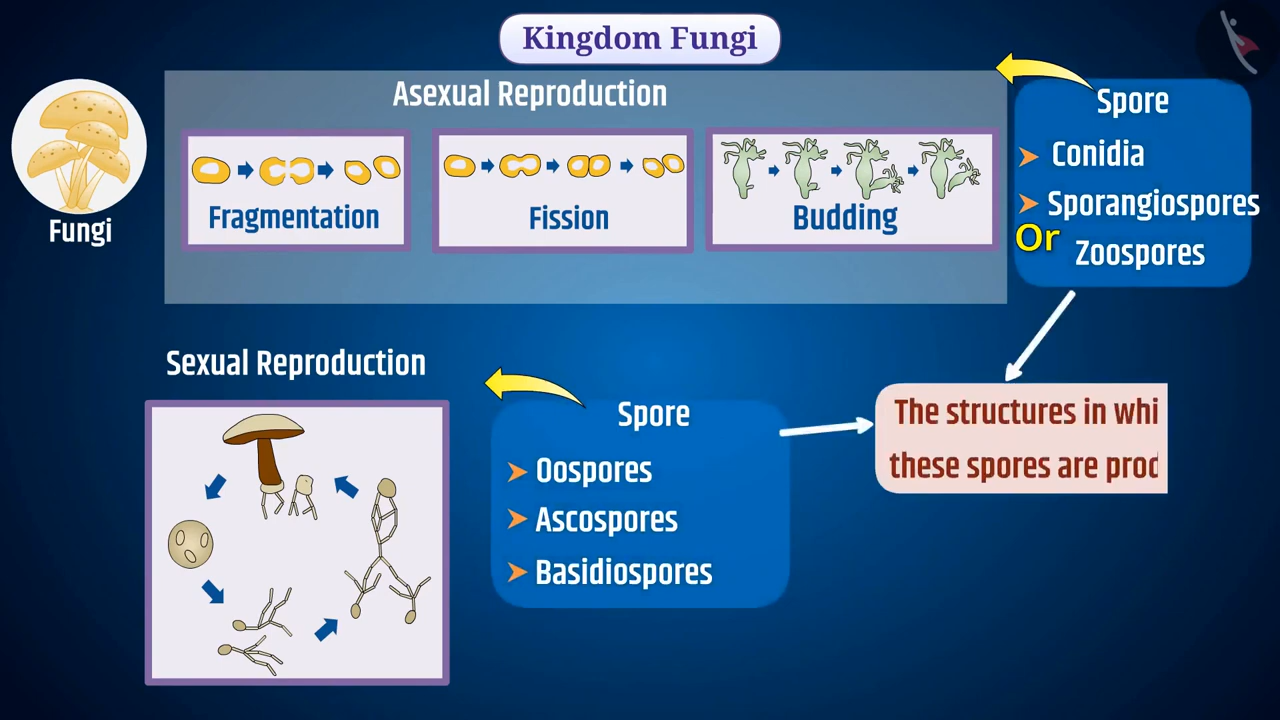 Kingdom Fungi
Asexual Reproduction
Fragmentation
Fission
Budding
Fungi
Spore
➤ Conidia
➤ Sporangiospores
Or
Zoospores
Sexual Reproduction
Spore
➤ Oospores
➤ Ascospores
➤ Basidiospores
The structures in whi
these spores are prod